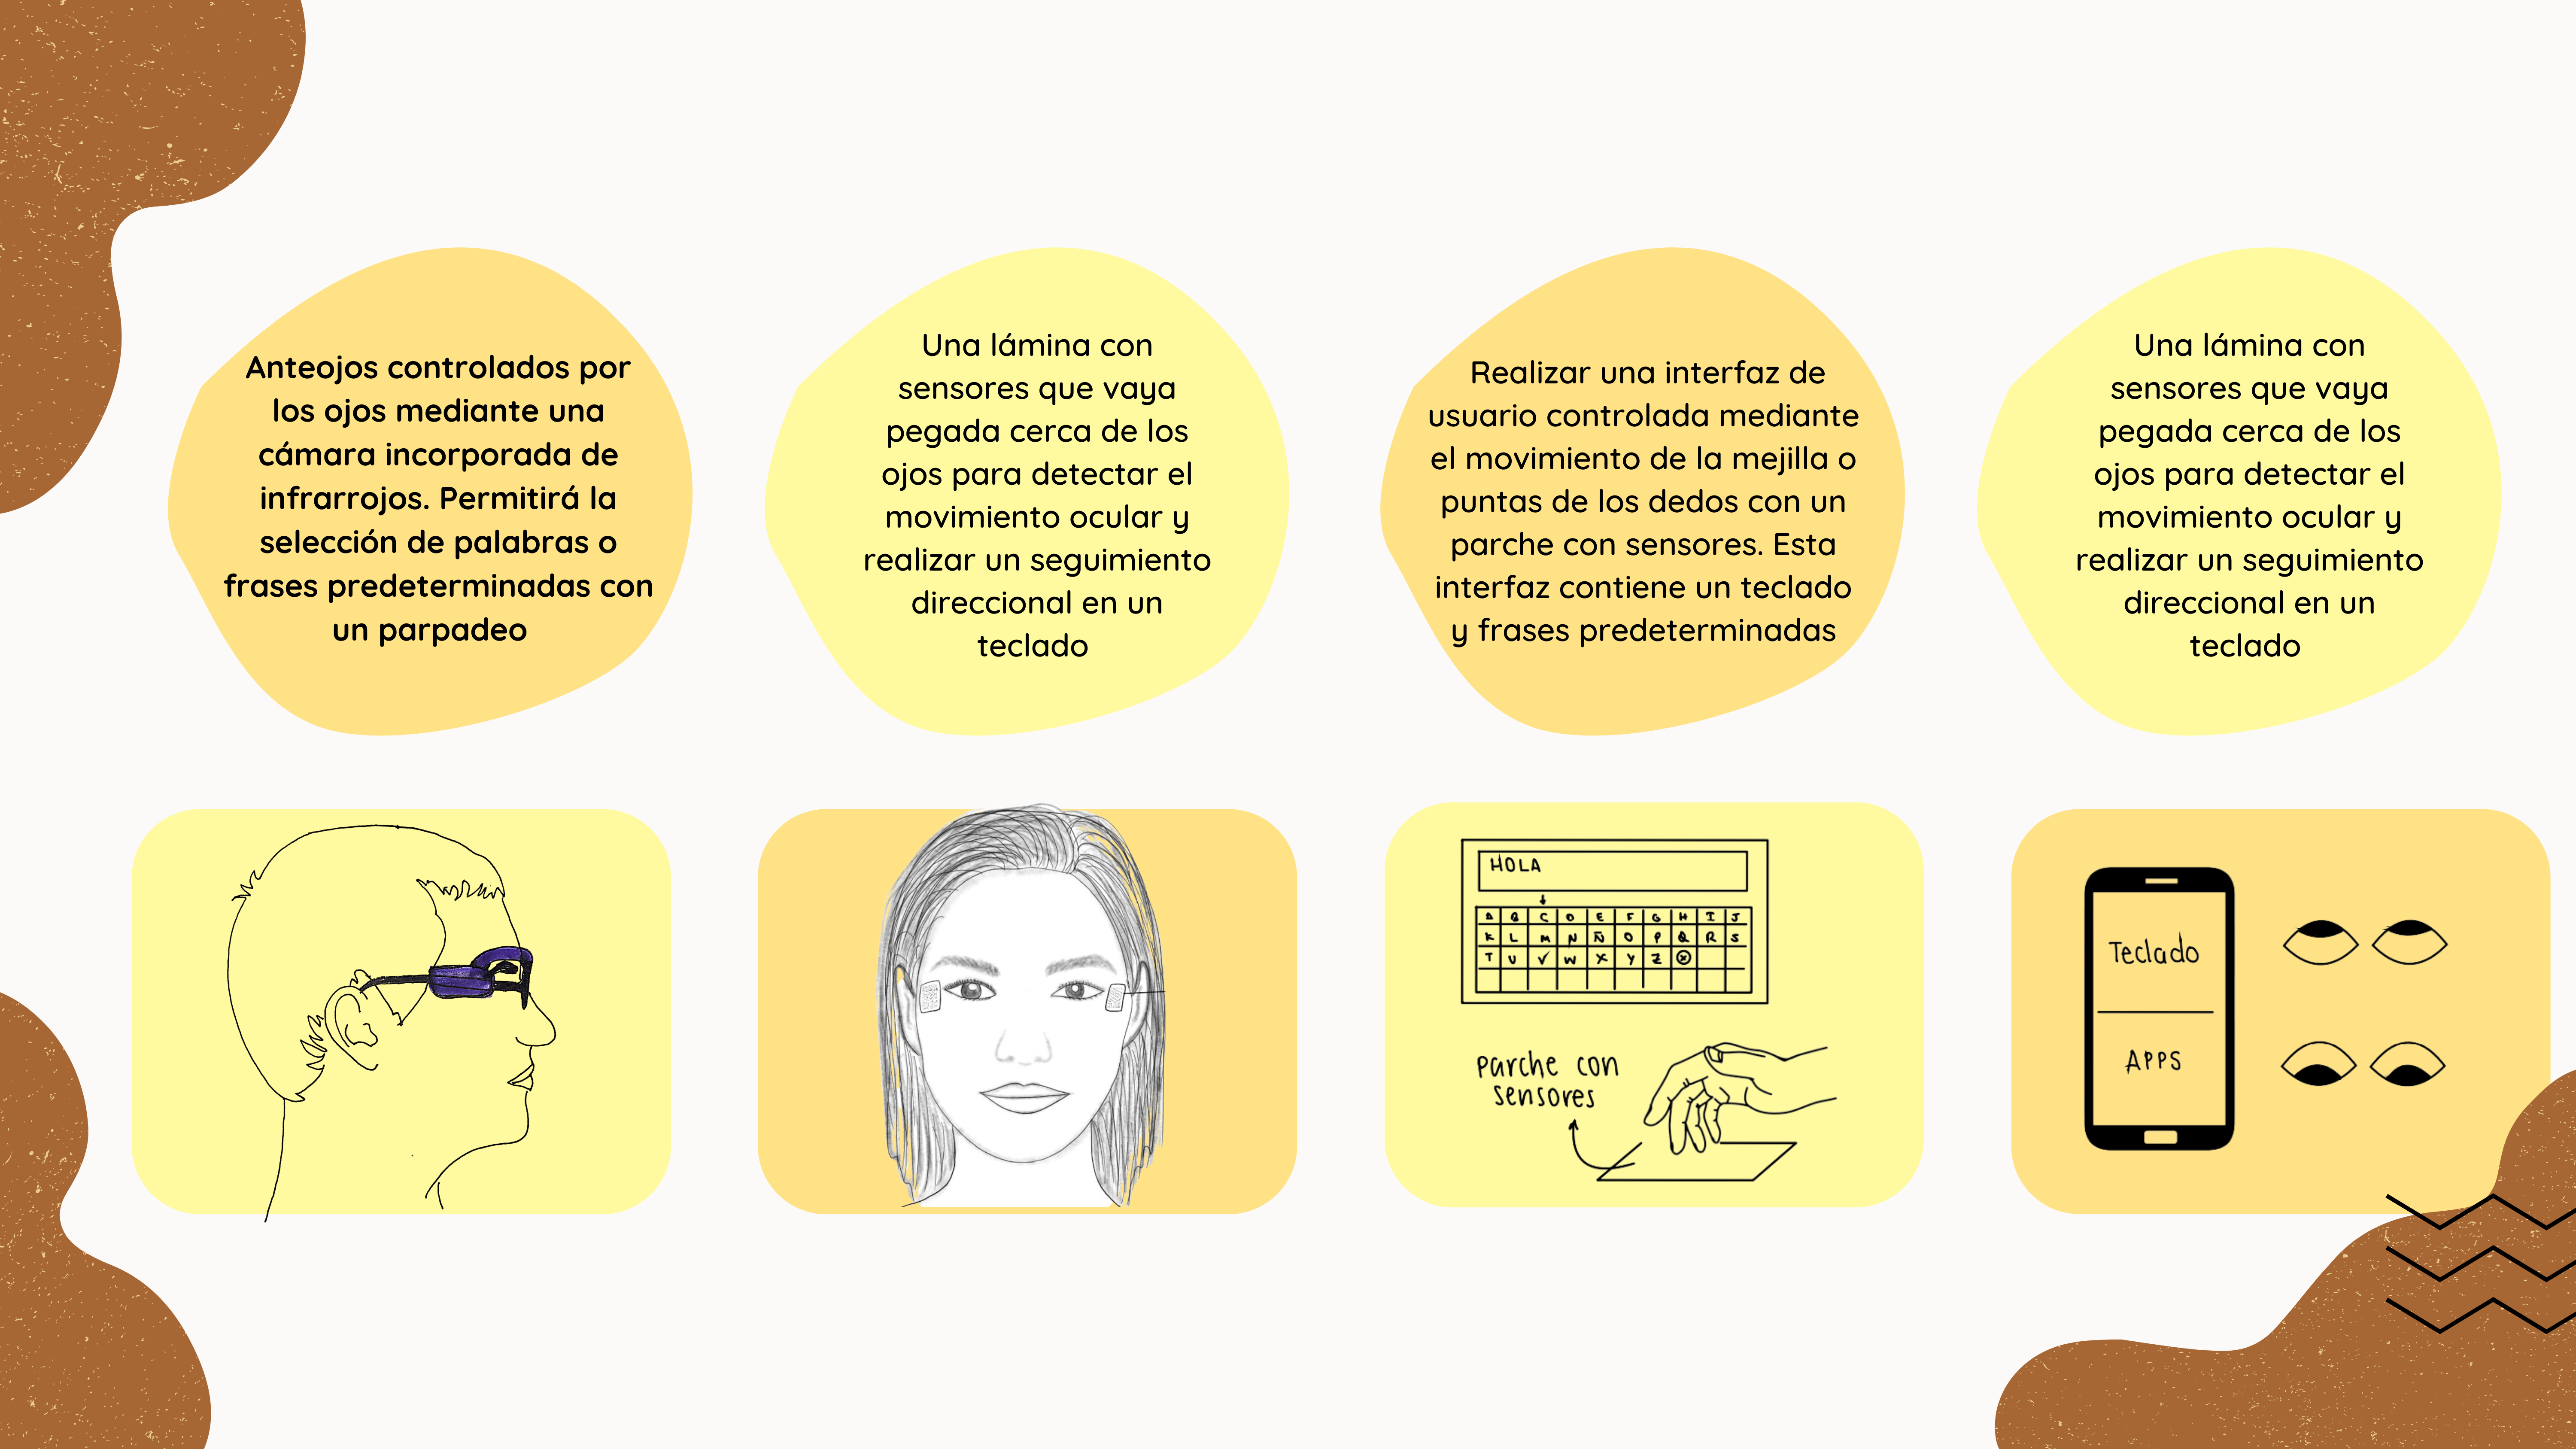 Anteojos controlados por
los ojos mediante una
cámara incorporada de
infrarrojos. Permitirá la
selección de palabras o
frases predeterminadas con
un parpadeo
Una lámina con
sensores que vaya
pegada cerca de los
ojos para detectar el
movimiento ocular y
realizar un seguimiento
direccional en un
teclado
Realizar una interfaz de
usuario controlada mediante
el movimiento de la mejilla o
puntas de los dedos con un
parche con sensores. Esta
interfaz contiene un teclado
y frases predeterminadas
Una lámina con
sensores que vaya
pegada cerca de los
ojos para detectar el
movimiento ocular y
realizar un seguimiento
direccional en un
teclado
HOLA
A B C D E F G H I J
K L M N Ñ O P Q R S
T U V W X Y Z
parche con
sensores
Teclado
APPS